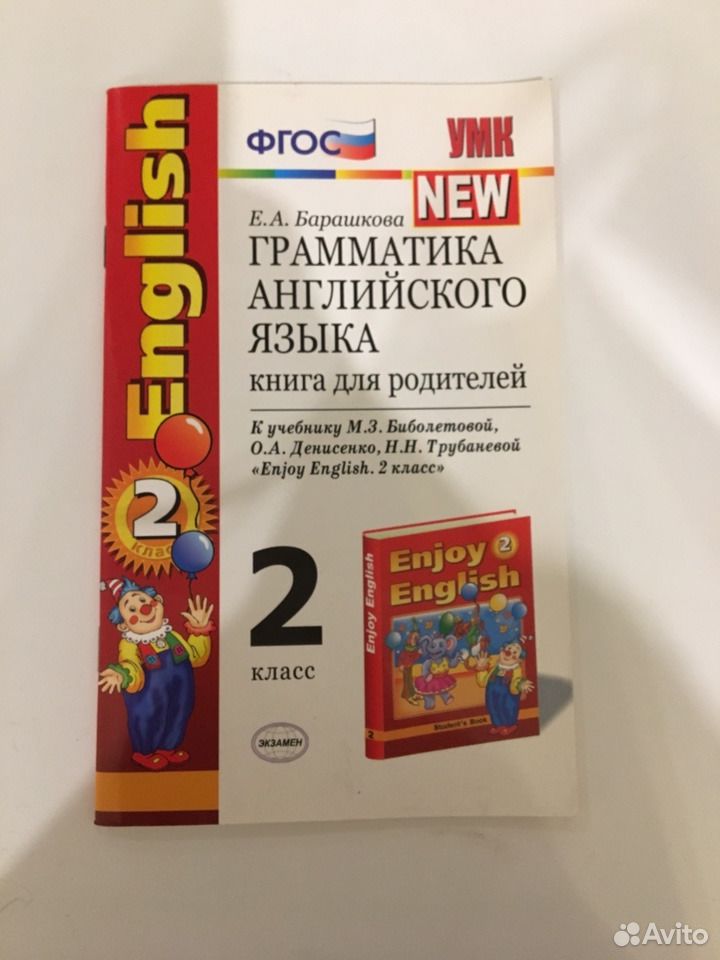 English
2
класс
ФГОС
УМК
NEW
Е.А. Барашкова
ГРАММАТИКА
АНГЛИЙСКОГО
ЯЗЫКА
книга для родителей
К учебнику М.З. Биболетовой,
О.А. Денисенко, Н.Н. Трубаневой
«Enjoy English. 2 класс»
2
класс
ЭКЗАМЕН
Enjoy English
2
Enjoy 2
English
Student's Book
Avito